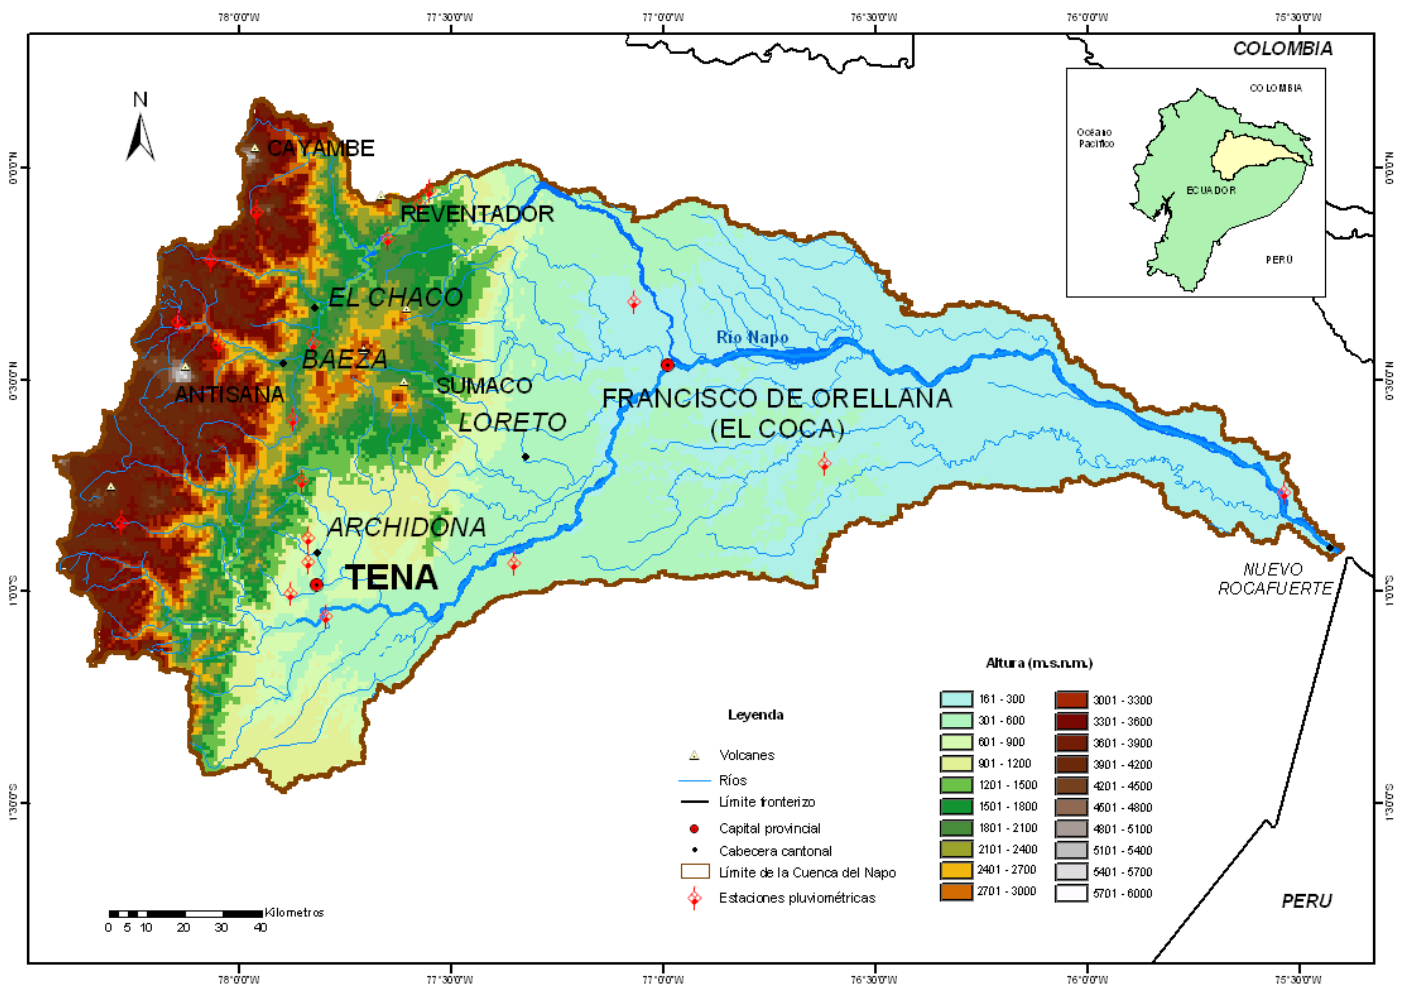 78°0'0"W
77°30'0"W
77°0'0"W
76°30'0"W
76°0'0"W
75°30'0"W
COLOMBIA
COLOMBIA
Océano
Pacífico
ECUADOR
PERÚ
N
0°0'0"N
0°0'0"N
CAYAMBE
REVENTADOR
EL CHACO
Río Napo
BAEZA
0°30'0"S
0°30'0"S
ANTISANA
SUMACO
FRANCISCO DE ORELLANA
(EL COCA)
LORETO
ARCHIDONA
TENA
NUEVO
ROCAFUERTE
1°0'0"S
1°0'0"S
Leyenda
Volcanes
Ríos
Límite fronterizo
Capital provincial
Cabecera cantonal
Límite de la Cuenca del Napo
Estaciones pluviométricas
Altura (m.s.n.m.)
161 - 300
301 - 600
601 - 900
901 - 1200
1201 - 1500
1501 - 1800
1801 - 2100
2101 - 2400
2401 - 2700
2701 - 3000
3001 - 3300
3301 - 3600
3601 - 3900
3901 - 4200
4201 - 4500
4501 - 4800
4801 - 5100
5101 - 5400
5401 - 5700
5701 - 6000
1°30'0"S
1°30'0"S
PERU
Kilometros
0 5 10 20 30 40
78°0'0"W
77°30'0"W
77°0'0"W
76°30'0"W
76°0'0"W
75°30'0"W